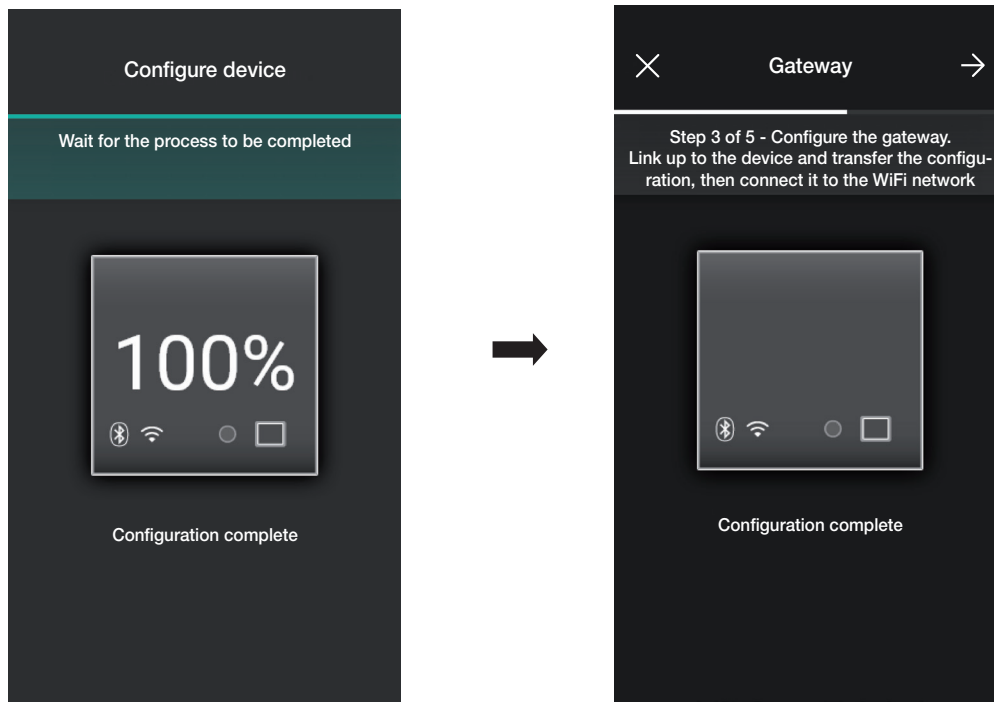 Configure device
Wait for the process to be completed
100%
Configuration complete
Gateway
Step 3 of 5 - Configure the gateway.
Link up to the device and transfer the configu-
ration, then connect it to the WiFi network
Configuration complete